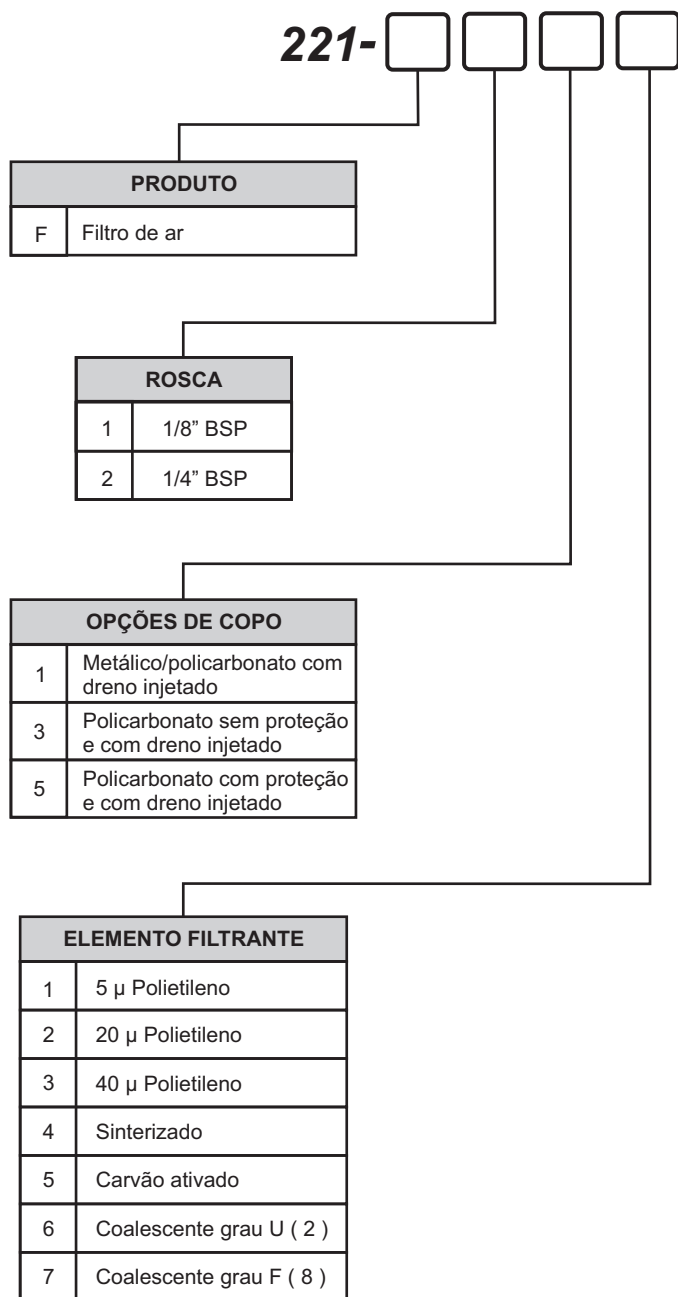 221-
PRODUTO
F Filtro de ar
ROSCA
1 1/8” BSP
2 1/4” BSP
OPÇÕES DE COPO
1 Metálico/policarbonato com
dreno injetado
3 Policarbonato sem proteção
e com dreno injetado
5 Policarbonato com proteção
e com dreno injetado
ELEMENTO FILTRANTE
1 5 µ Polietileno
2 20 µ Polietileno
3 40 µ Polietileno
4 Sinterizado
5 Carvão ativado
6 Coalescente grau U ( 2 )
7 Coalescente grau F ( 8 )